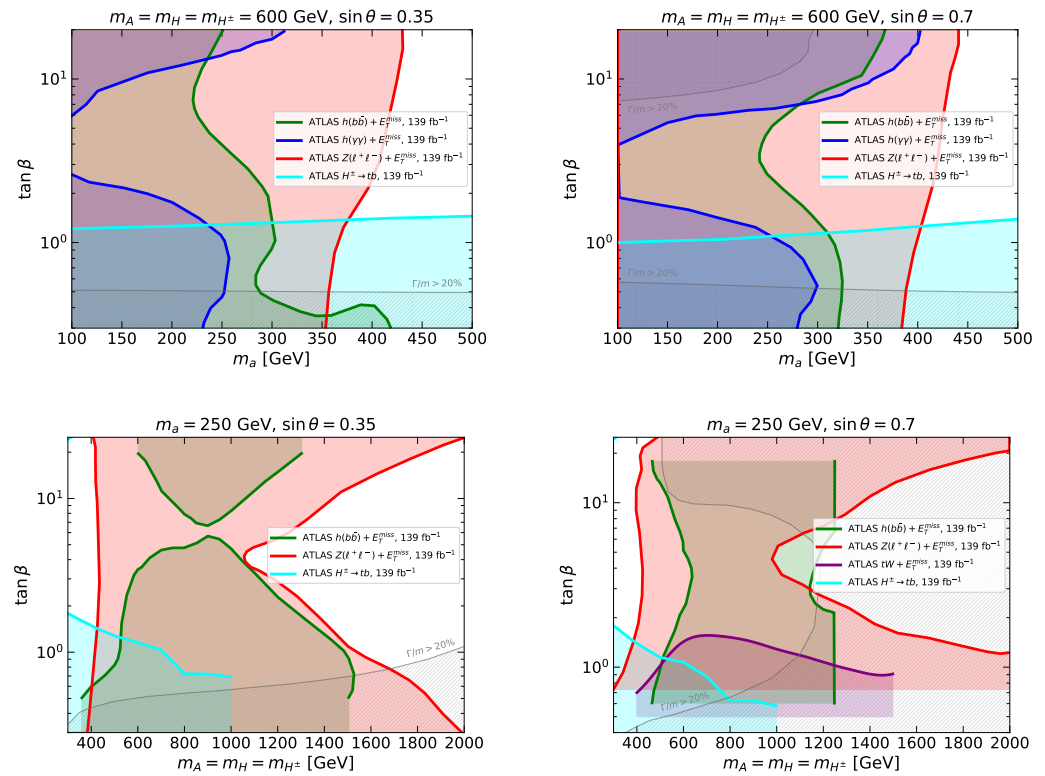 m_A = m_H = m_{H^±} = 600 GeV, sin θ = 0.35
tan β
10^1
10^0
Γ/m > 20%
ATLAS h(bb̄) + E_T^{miss}, 139 fb⁻¹
ATLAS h(γγ) + E_T^{miss}, 139 fb⁻¹
ATLAS Z(ℓ⁺ℓ⁻) + E_T^{miss}, 139 fb⁻¹
ATLAS H^± → tb, 139 fb⁻¹
100 150 200 250 300 350 400 450 500
m_a [GeV]
m_A = m_H = m_{H^±} = 600 GeV, sin θ = 0.7
tan β
10^1
10^0
Γ/m > 20%
Γ/m > 20%
ATLAS h(bb̄) + E_T^{miss}, 139 fb⁻¹
ATLAS h(γγ) + E_T^{miss}, 139 fb⁻¹
ATLAS Z(ℓ⁺ℓ⁻) + E_T^{miss}, 139 fb⁻¹
ATLAS H^± → tb, 139 fb⁻¹
100 150 200 250 300 350 400 450 500
m_a [GeV]
m_a = 250 GeV, sin θ = 0.35
tan β
10^1
10^0
Γ/m > 20%
ATLAS h(bb̄) + E_T^{miss}, 139 fb⁻¹
ATLAS Z(ℓ⁺ℓ⁻) + E_T^{miss}, 139 fb⁻¹
ATLAS H^± → tb, 139 fb⁻¹
400 600 800 1000 1200 1400 1600 1800 2000
m_A = m_H = m_{H^±} [GeV]
m_a = 250 GeV, sin θ = 0.7
tan β
10^1
10^0
Γ/m > 20%
ATLAS h(bb̄) + E_T^{miss}, 139 fb⁻¹
ATLAS Z(ℓ⁺ℓ⁻) + E_T^{miss}, 139 fb⁻¹
ATLAS tW + E_T^{miss}, 139 fb⁻¹
ATLAS H^± → tb, 139 fb⁻¹
400 600 800 1000 1200 1400 1600 1800 2000
m_A = m_H = m_{H^±} [GeV]